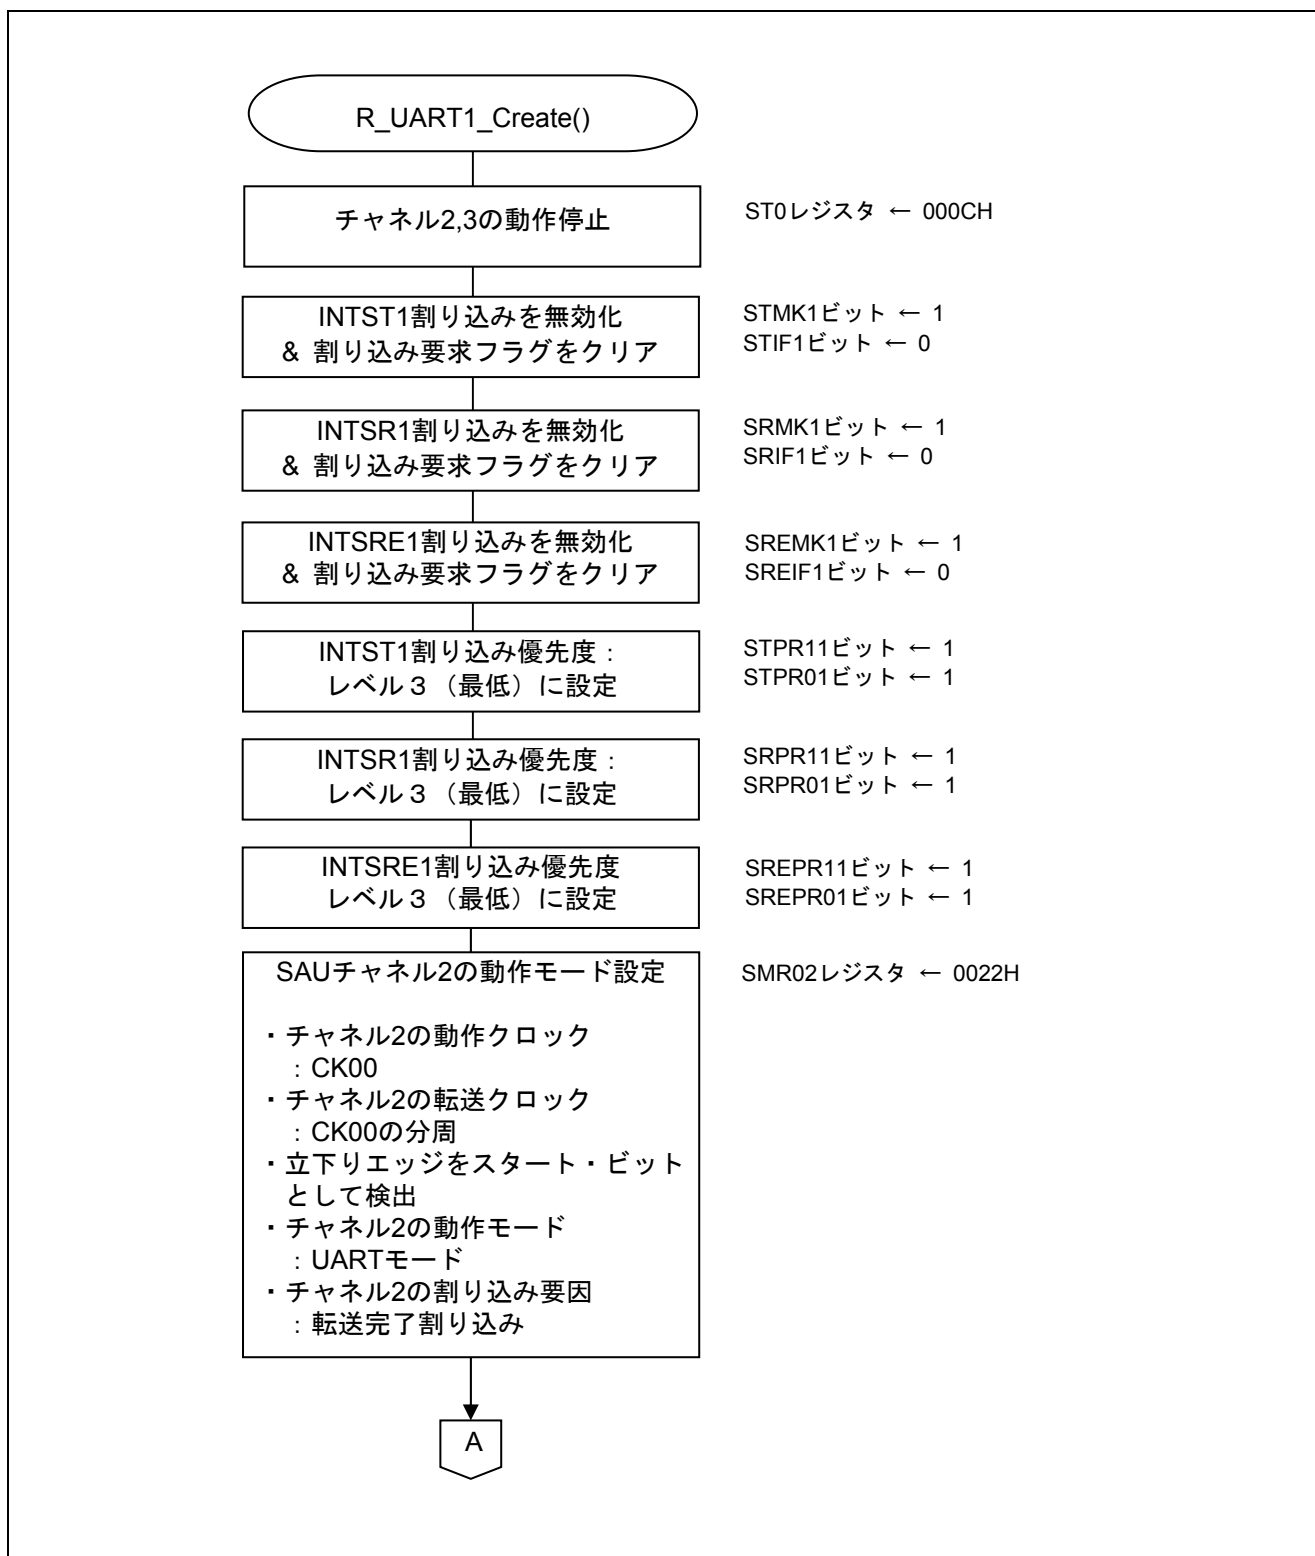 R_UART1_Create()
チャネル2,3の動作停止
ST0レジスタ ← 000CH
INTST1割り込みを無効化
& 割り込み要求フラグをクリア
STMK1ビット ← 1
STIF1ビット ← 0
INTSR1割り込みを無効化
& 割り込み要求フラグをクリア
SRMK1ビット ← 1
SRIF1ビット ← 0
INTSRE1割り込みを無効化
& 割り込み要求フラグをクリア
SREMK1ビット ← 1
SREIF1ビット ← 0
INTST1割り込み優先度：
レベル３（最低）に設定
STPR11ビット ← 1
STPR01ビット ← 1
INTSR1割り込み優先度：
レベル３（最低）に設定
SRPR11ビット ← 1
SRPR01ビット ← 1
INTSRE1割り込み優先度
レベル３（最低）に設定
SREPR11ビット ← 1
SREPR01ビット ← 1
SAUチャネル2の動作モード設定
SMR02レジスタ ← 0022H
・チャネル2の動作クロック
：CK00
・チャネル2の転送クロック
：CK00の分周
・立下りエッジをスタート・ビット
として検出
・チャネル2の動作モード
：UARTモード
・チャネル2の割り込み要因
：転送完了割り込み
A